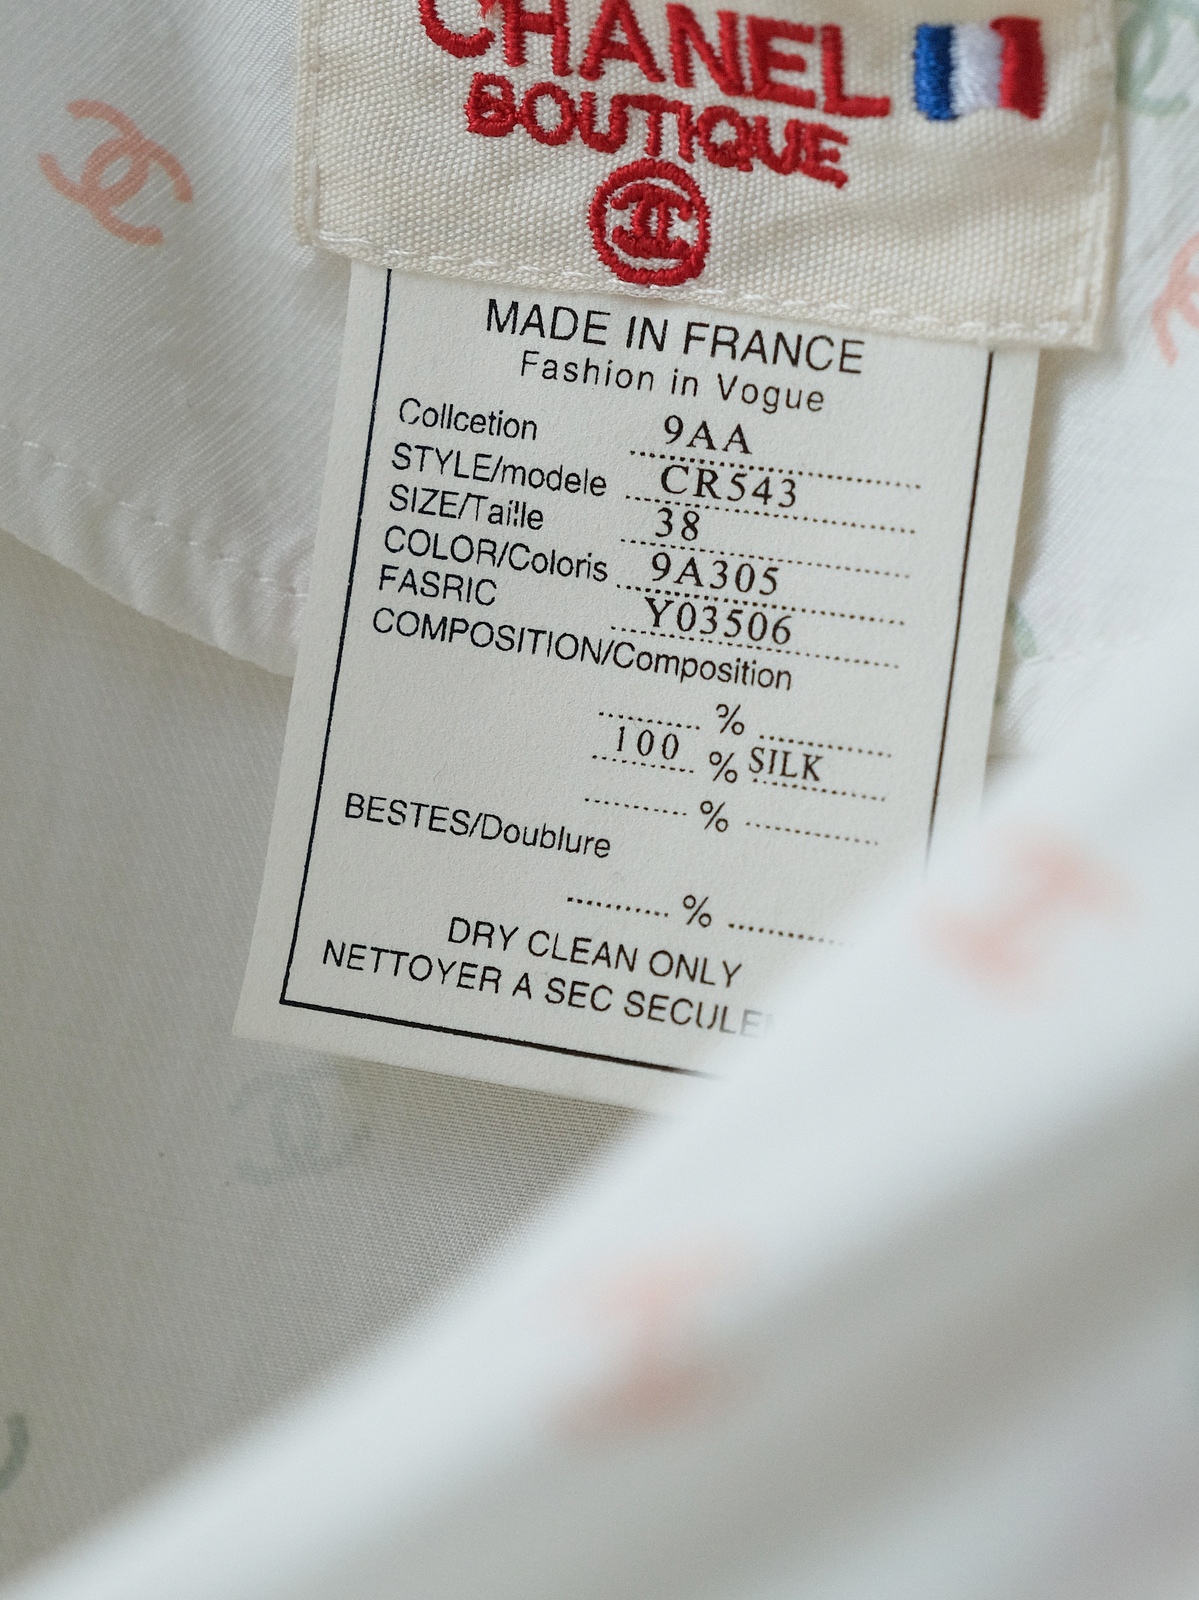 CHANEL
BOUTIQUE
MADE IN FRANCE
Fashion in Vogue
Collcetion 9AA
STYLE/modele CR543
SIZE/Taille 38
COLOR/Coloris 9A305
FASRIC Y03506
COMPOSITION/Composition
%
100 % SILK
%
BESTES/Doublure
%
DRY CLEAN ONLY
NETTOYER A SEC